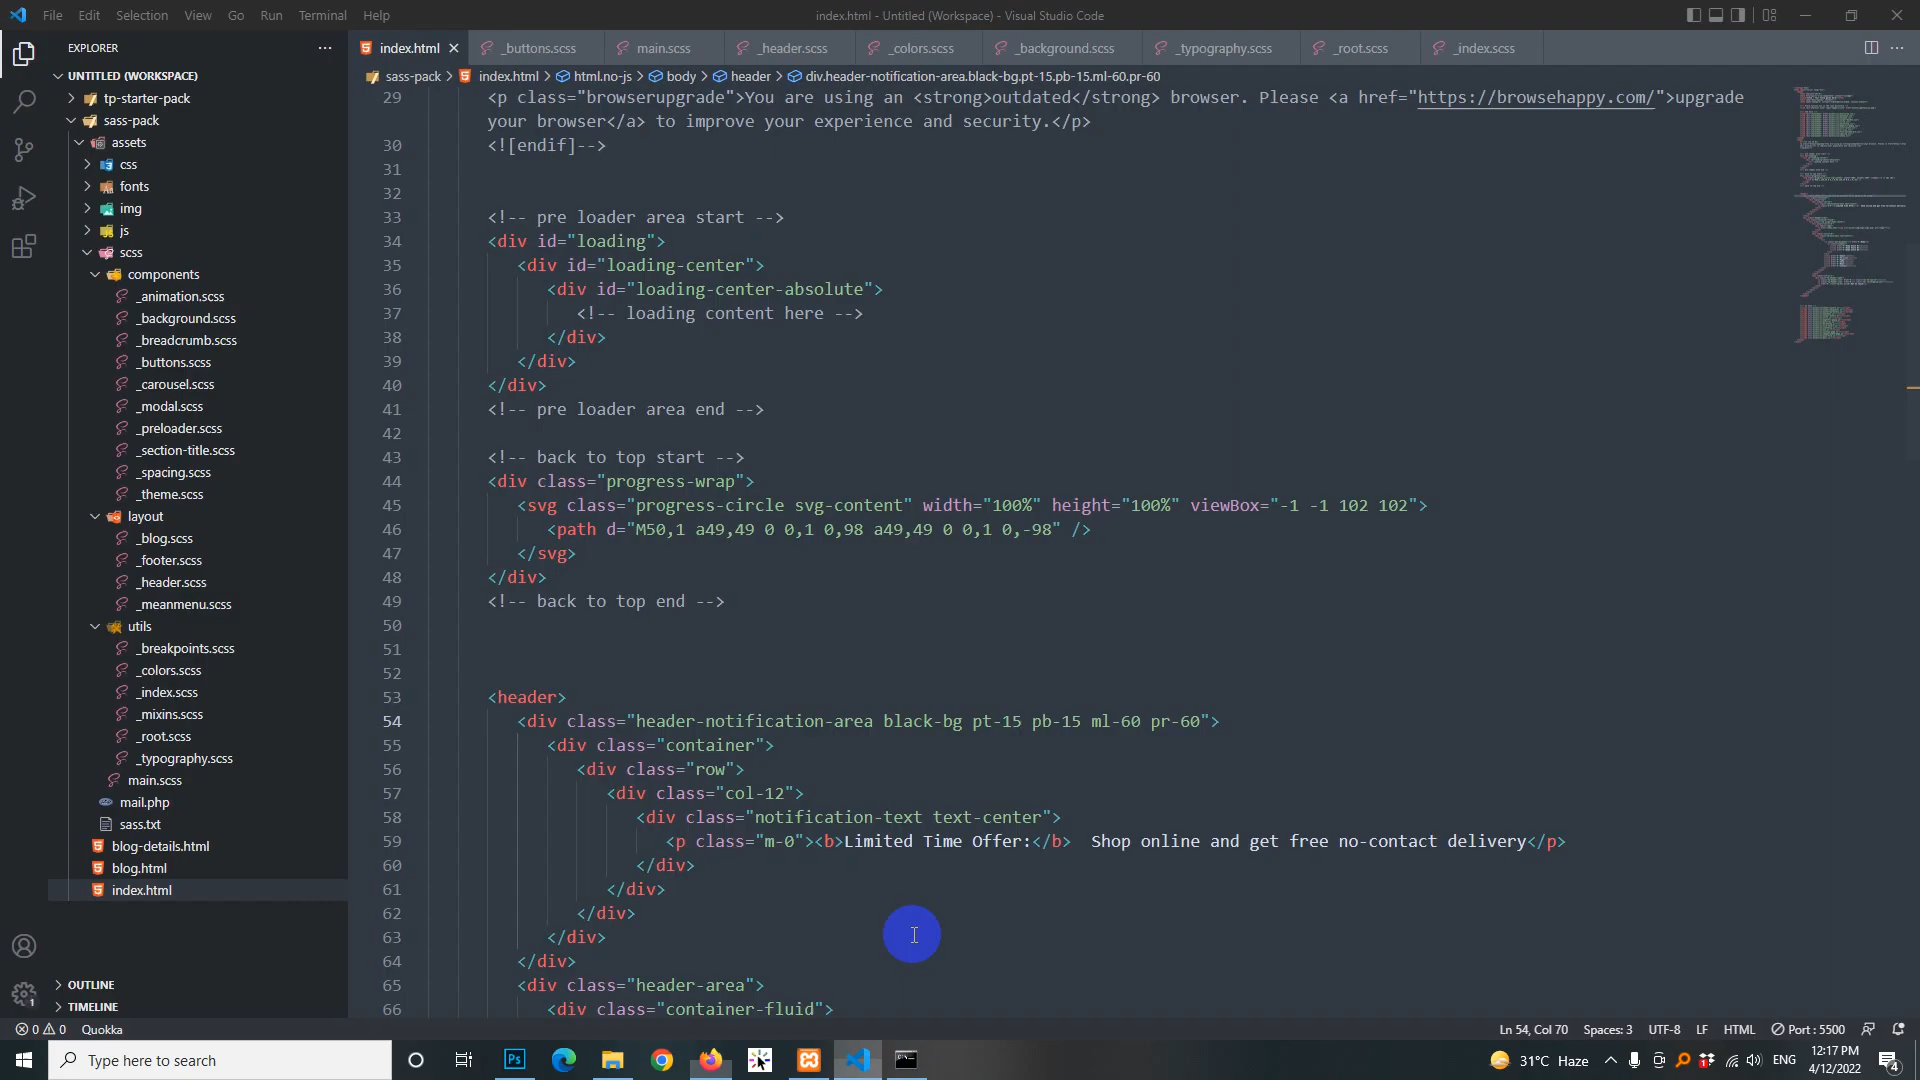 File Edit Selection View Go Run Terminal Help
index.html - Untitled (Workspace) - Visual Studio Code
EXPLORER
UNTITLED (WORKSPACE)
tp-starter-pack
sass-pack
assets
css
fonts
img
js
scss
components
_animation.scss
_background.scss
_breadcrumb.scss
_buttons.scss
_carousel.scss
_modal.scss
_preloader.scss
_section-title.scss
_spacing.scss
_theme.scss
layout
_blog.scss
_footer.scss
_header.scss
_meanmenu.scss
utils
_breakpoints.scss
_colors.scss
_index.scss
_mixins.scss
_root.scss
_typography.scss
main.scss
mail.php
sass.txt
blog-details.html
blog.html
index.html
OUTLINE
TIMELINE
index.html _buttons.scss main.scss _header.scss _colors.scss _background.scss _typography.scss _root.scss _index.scss
sass-pack > index.html > html.no-js > body > header > div.header-notification-area.black-bg.pt-15.pb-15.ml-60.pr-60
29 <p class="browserupgrade">You are using an <strong>outdated</strong> browser. Please <a href="https://browsehappy.com/">upgrade
your browser</a> to improve your experience and security.</p>
30 <![endif]-->
31
32
33 <!-- pre loader area start -->
34 <div id="loading">
35 <div id="loading-center">
36 <div id="loading-center-absolute">
37 <!-- loading content here -->
38 </div>
39 </div>
40 </div>
41 <!-- pre loader area end -->
42
43 <!-- back to top start -->
44 <div class="progress-wrap">
45 <svg class="progress-circle svg-content" width="100%" height="100%" viewBox="-1 -1 102 102">
46 <path d="M50,1 a49,49 0 0,1 0,98 a49,49 0 0,1 0,-98" />
47 </svg>
48 </div>
49 <!-- back to top end -->
50
51
52
53 <header>
54 <div class="header-notification-area black-bg pt-15 pb-15 ml-60 pr-60">
55 <div class="container">
56 <div class="row">
57 <div class="col-12">
58 <div class="notification-text text-center">
59 <p class="m-0"><b>Limited Time Offer:</b>  Shop online and get free no-contact delivery</p>
60 </div>
61 </div>
62 </div>
63 </div>
64 </div>
65 <div class="header-area">
66 <div class="container-fluid">
0 0 Quokka
Ln 54, Col 70 Spaces: 3 UTF-8 LF HTML Port : 5500
Type here to search
Ps
31°C Haze
ENG
12:17 PM
4/12/2022
4
1